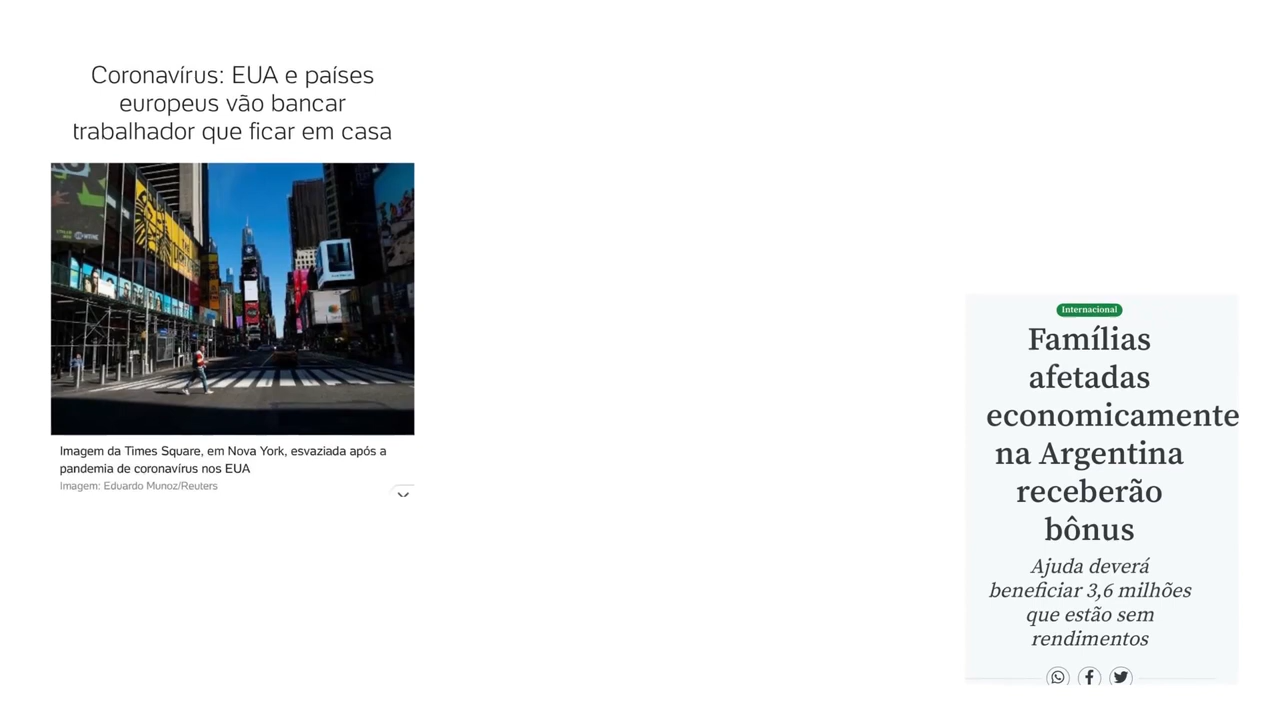 Coronavírus: EUA e países
europeus vão bancar
trabalhador que ficar em casa
Imagem da Times Square, em Nova York, esvaziada após a
pandemia de coronavírus nos EUA
Imagem: Eduardo Munoz/Reuters
Internacional
Famílias
afetadas
economicamente
na Argentina
receberão
bônus
Ajuda deverá
beneficiar 3,6 milhões
que estão sem
rendimentos